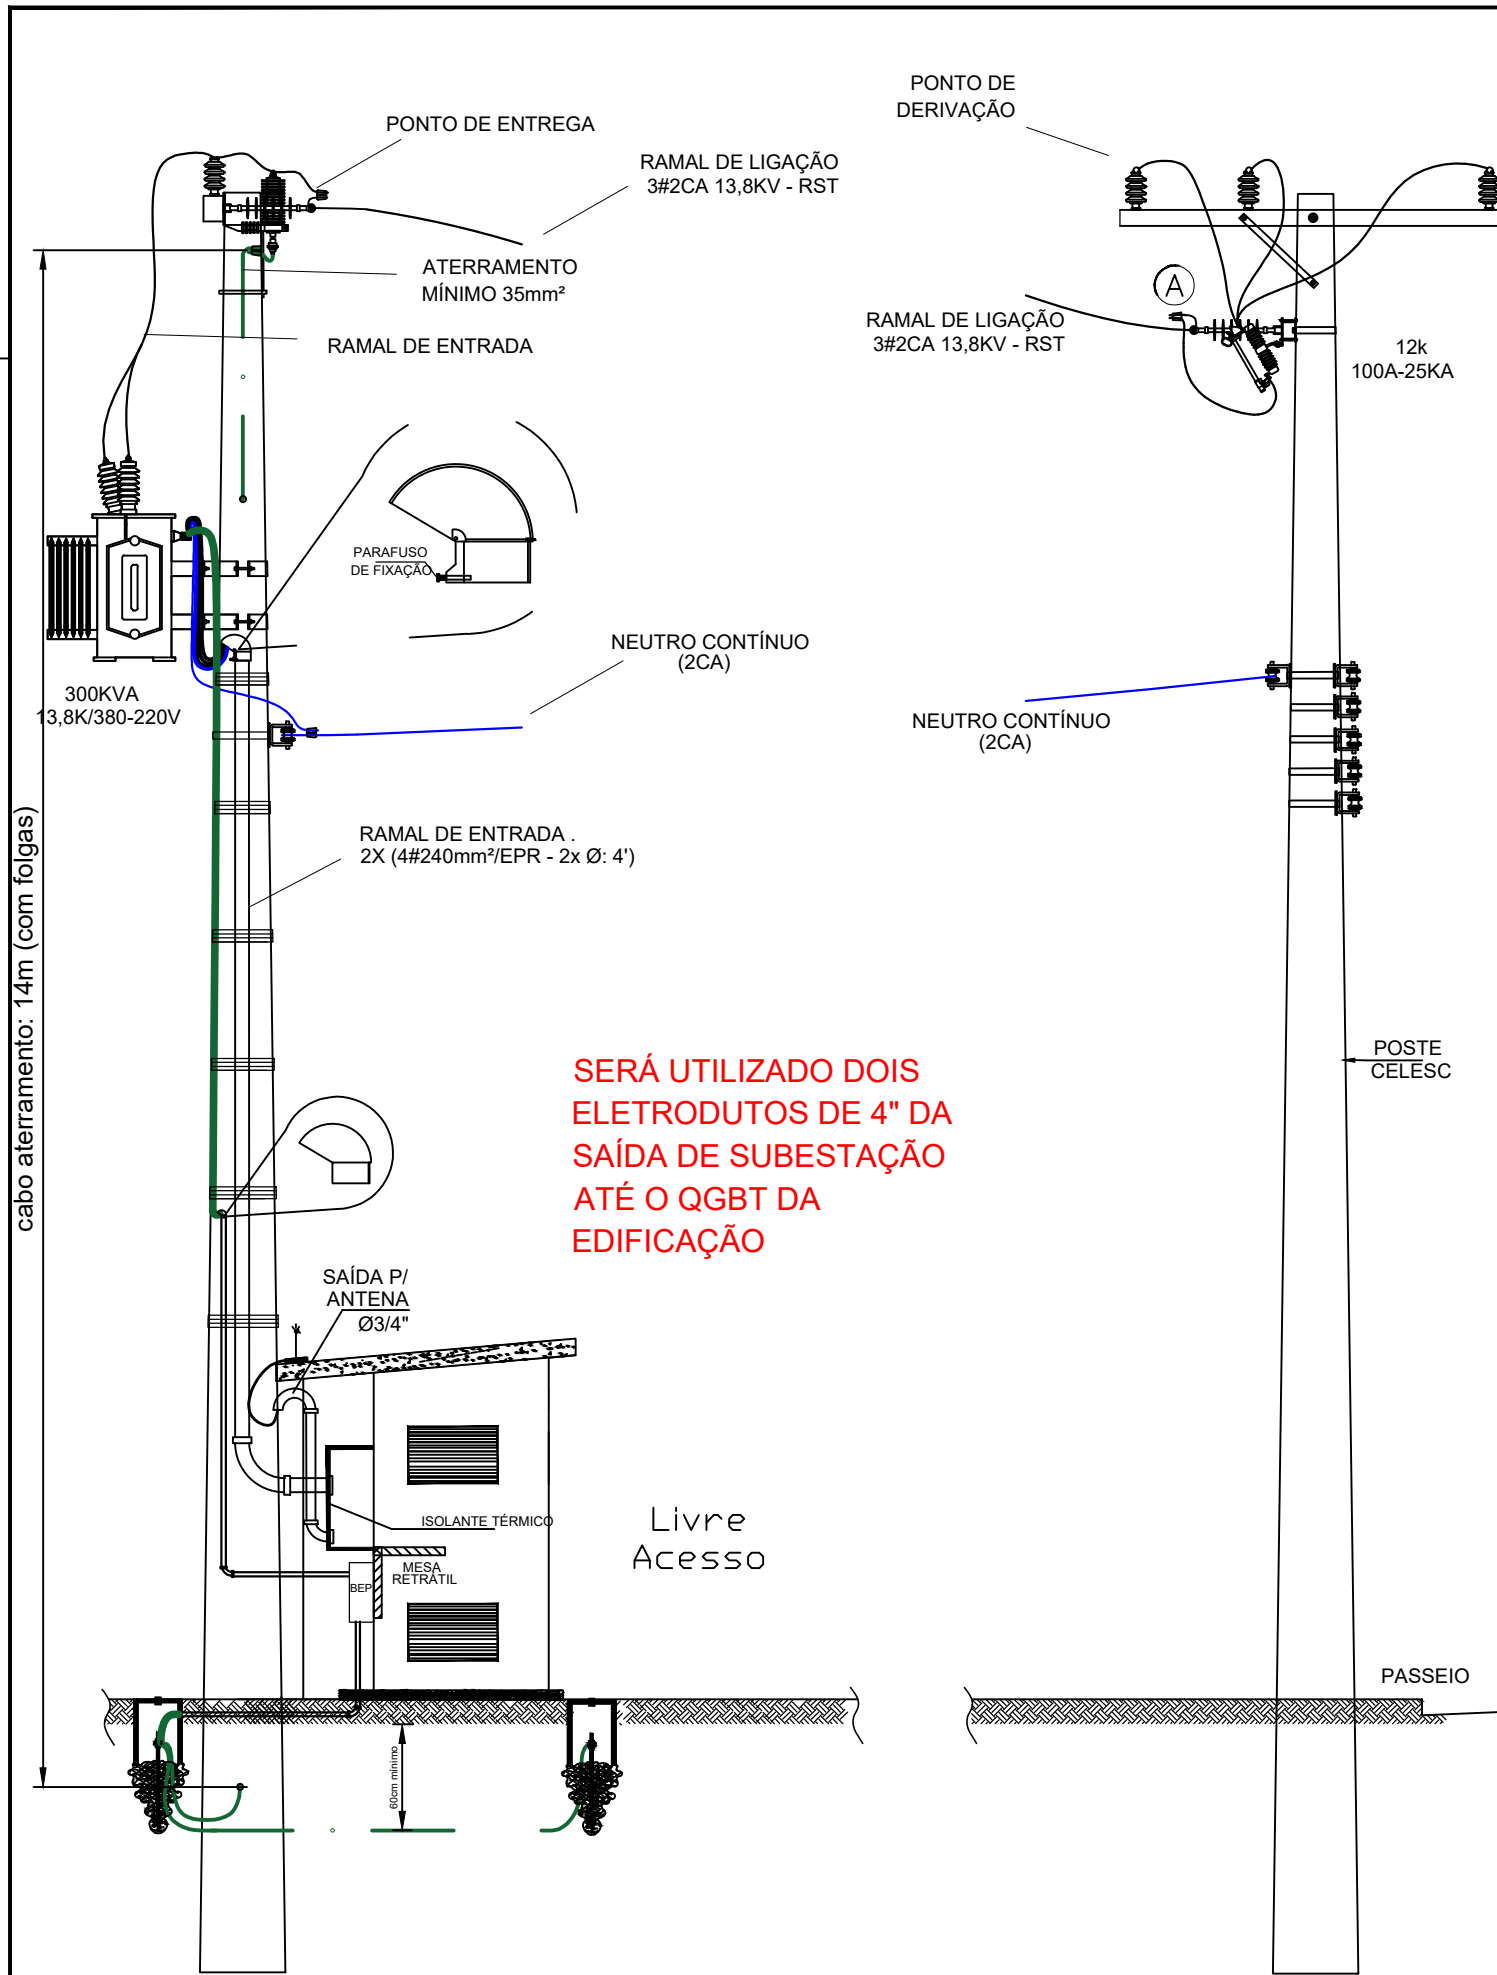 PONTO DE ENTREGA
RAMAL DE LIGAÇÃO
3#2CA 13,8KV - RST
ATERRAMENTO
MÍNIMO 35mm²
RAMAL DE ENTRADA
PONTO DE
DERIVAÇÃO
A
RAMAL DE LIGAÇÃO
3#2CA 13,8KV - RST
12k
100A-25KA
PARAFUSO
DE FIXAÇÃO
NEUTRO CONTÍNUO
(2CA)
300KVA
13,8K/380-220V
NEUTRO CONTÍNUO
(2CA)
RAMAL DE ENTRADA .
2X (4#240mm²/EPR - 2x Ø: 4')
cabo aterramento: 14m (com folgas)
SERÁ UTILIZADO DOIS
ELETRODUTOS DE 4" DA
SAÍDA DE SUBESTAÇÃO
ATÉ O QGBT DA
EDIFICAÇÃO
POSTE
CELESC
SAÍDA P/
ANTENA
Ø3/4"
ISOLANTE TÉRMICO
Livre
Acesso
MESA
RETRÁTIL
BEP
PASSEIO
60cm mínimo